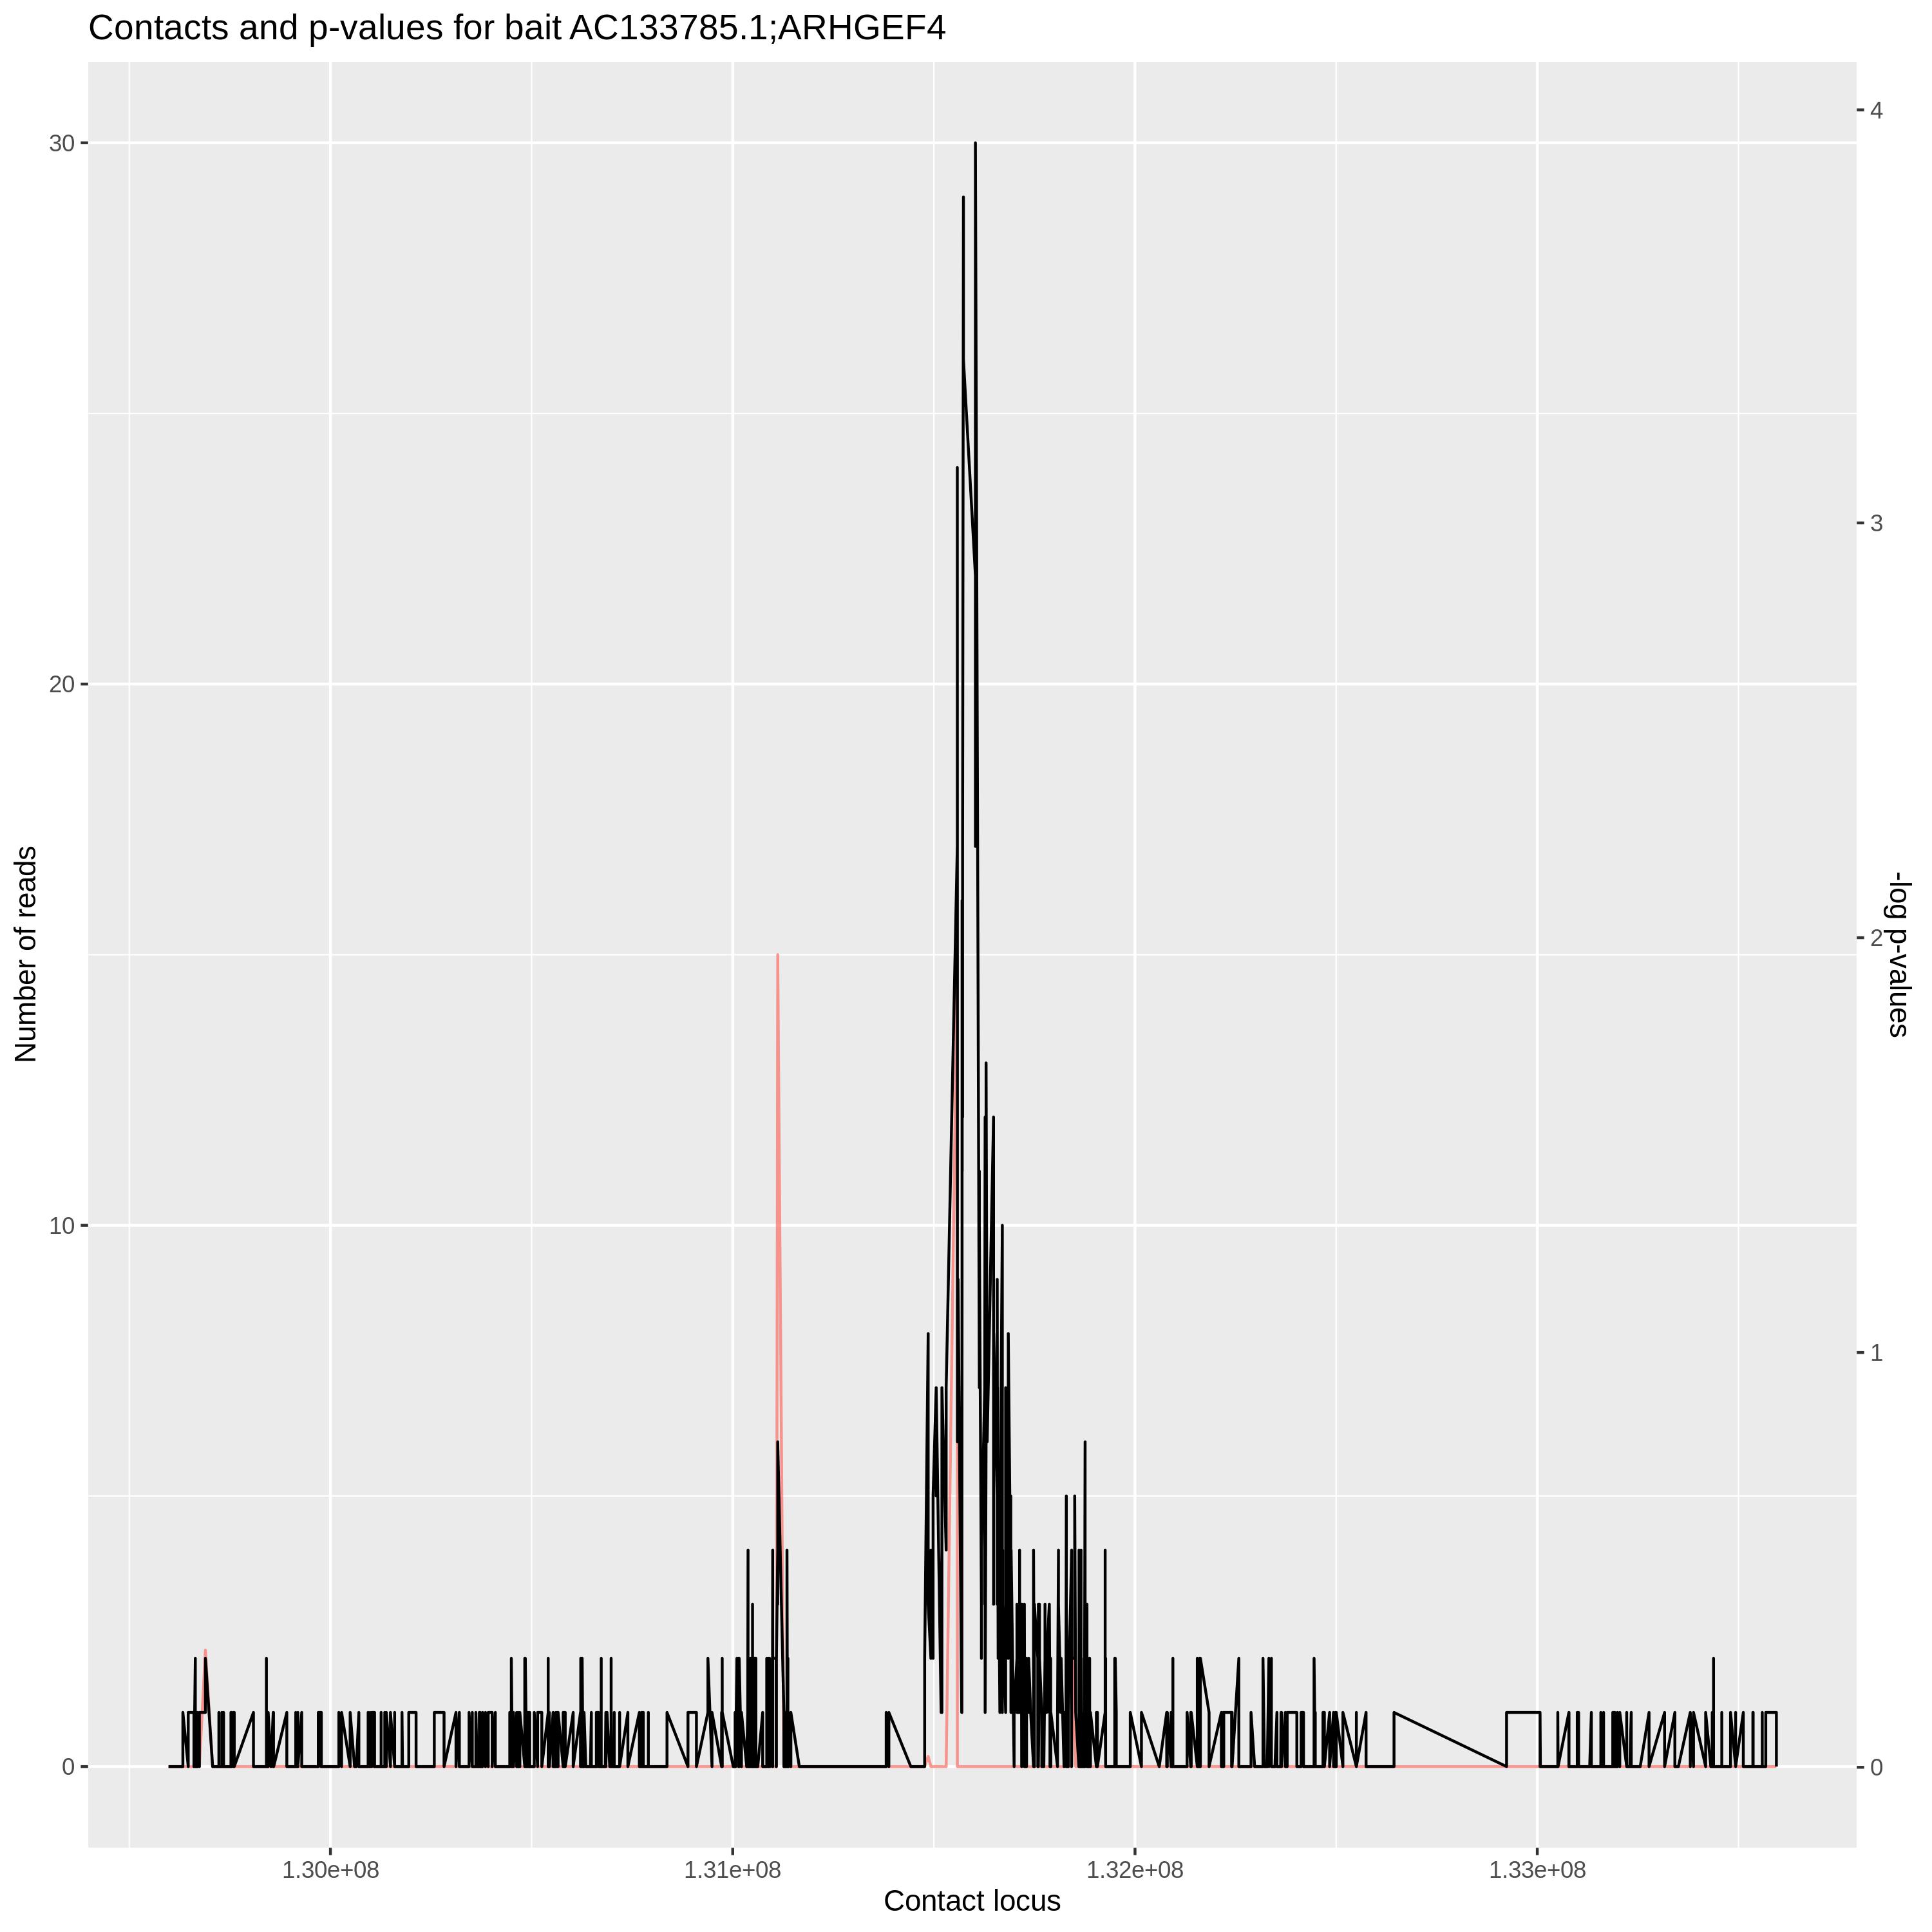 Contacts and p-values for bait AC133785.1;ARHGEF4
30
20
10
0
Number of reads
4
3
2
1
0
-log p-values
1.30e+08 1.31e+08 1.32e+08 1.33e+08
Contact locus